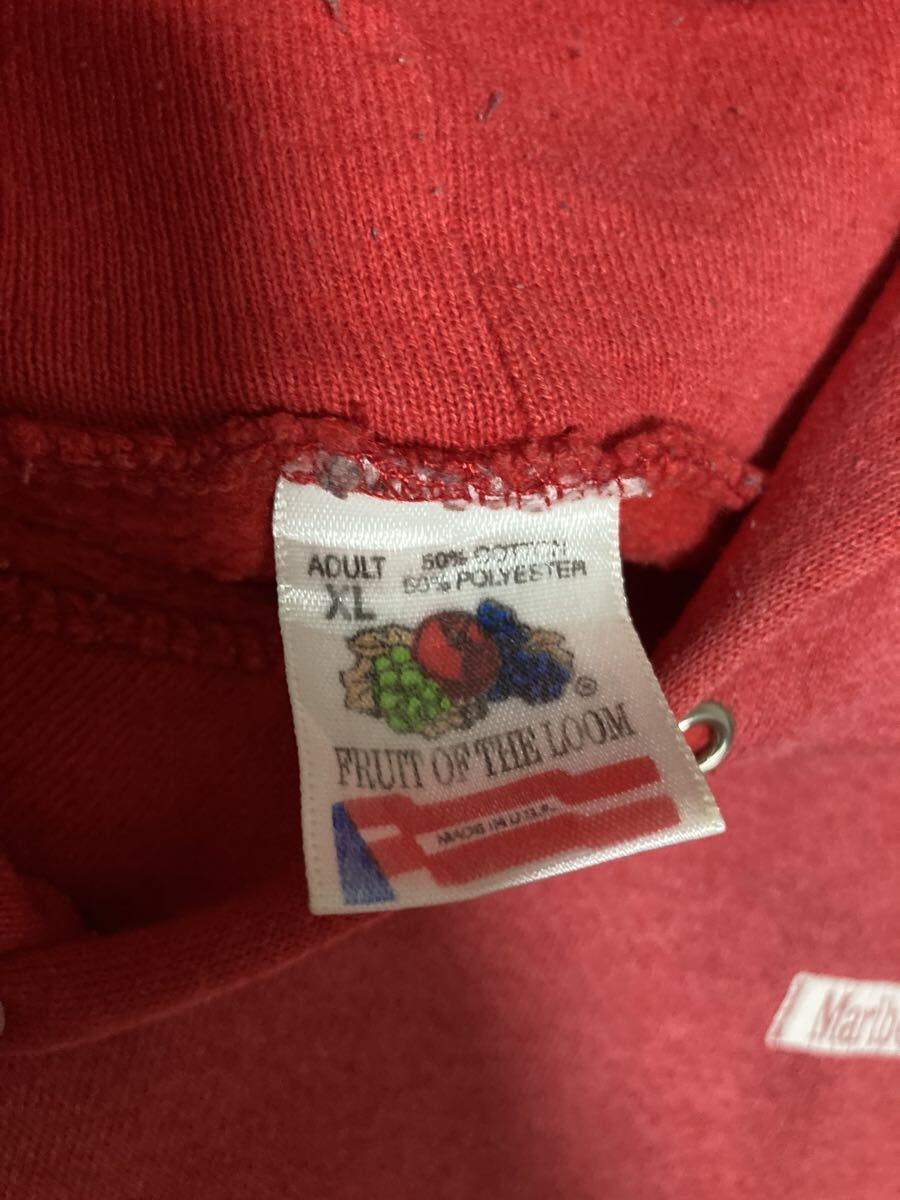 ADULT
XL
50% COTTON
50% POLYESTER
®
FRUIT OF THE LOOM
MADE IN U.S.A.
Marlb